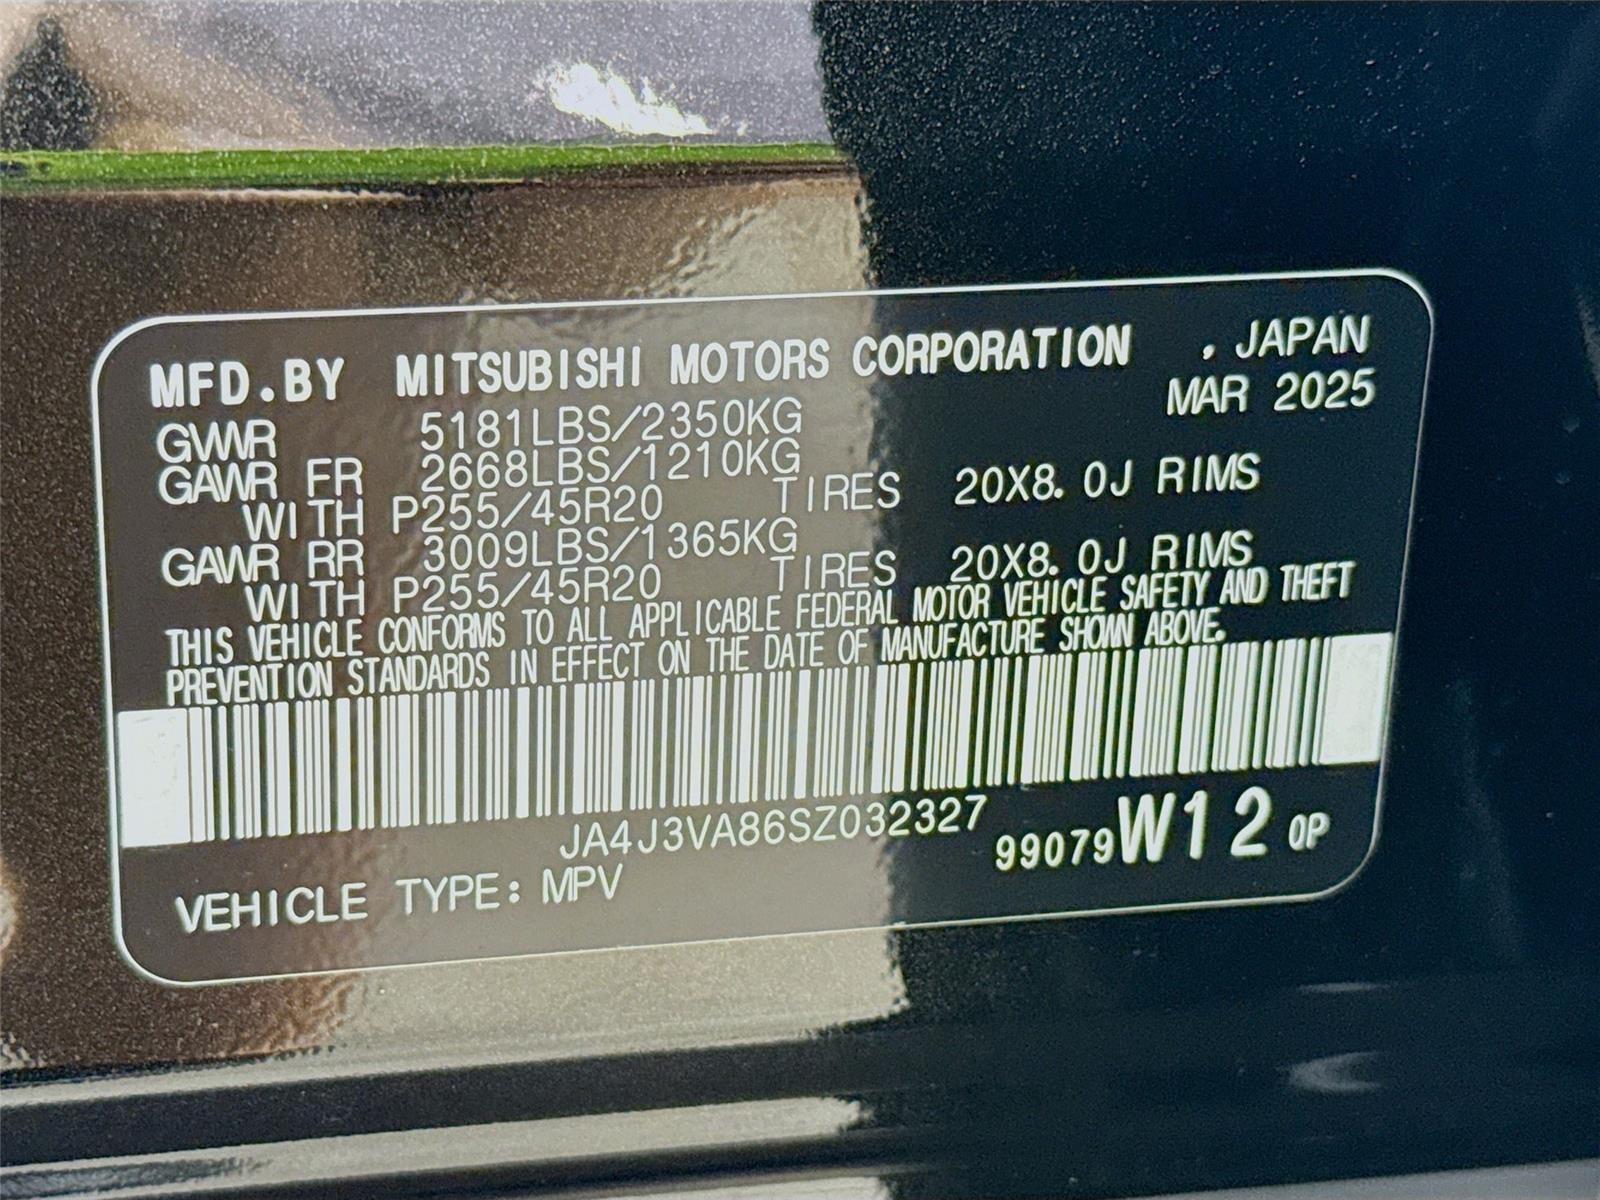 MFD.BY MITSUBISHI MOTORS CORPORATION , JAPAN
MAR 2025
GVWR 5181LBS/2350KG
GAWR FR 2668LBS/1210KG
WITH P255/45R20 TIRES 20X8.0J RIMS
GAWR RR 3009LBS/1365KG
WITH P255/45R20 TIRES 20X8.0J RIMS
THIS VEHICLE CONFORMS TO ALL APPLICABLE FEDERAL MOTOR VEHICLE SAFETY AND THEFT
PREVENTION STANDARDS IN EFFECT ON THE DATE OF MANUFACTURE SHOWN ABOVE.
JA4J3VA86SZ032327
99079W12 0P
VEHICLE TYPE: MPV